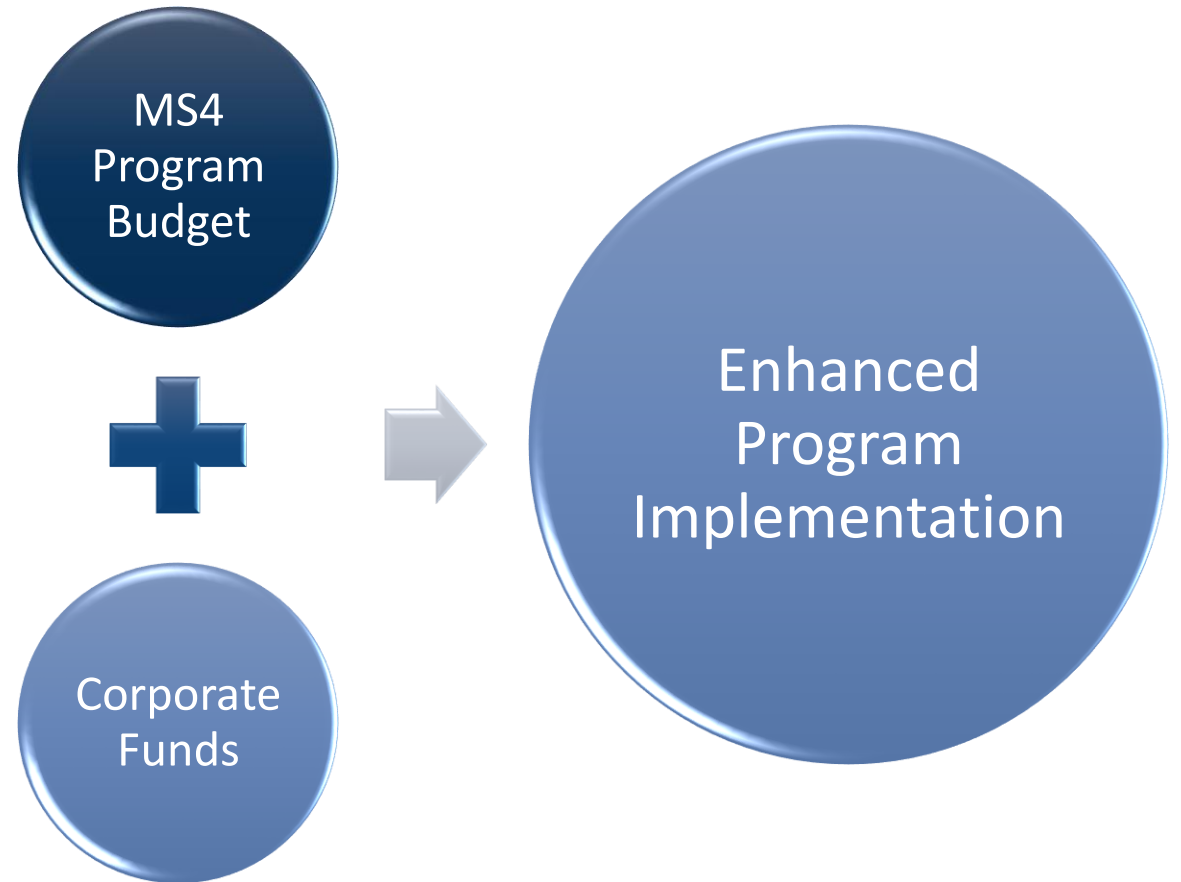 MS4
Program
Budget
Corporate
Funds
Enhanced
Program
Implementation